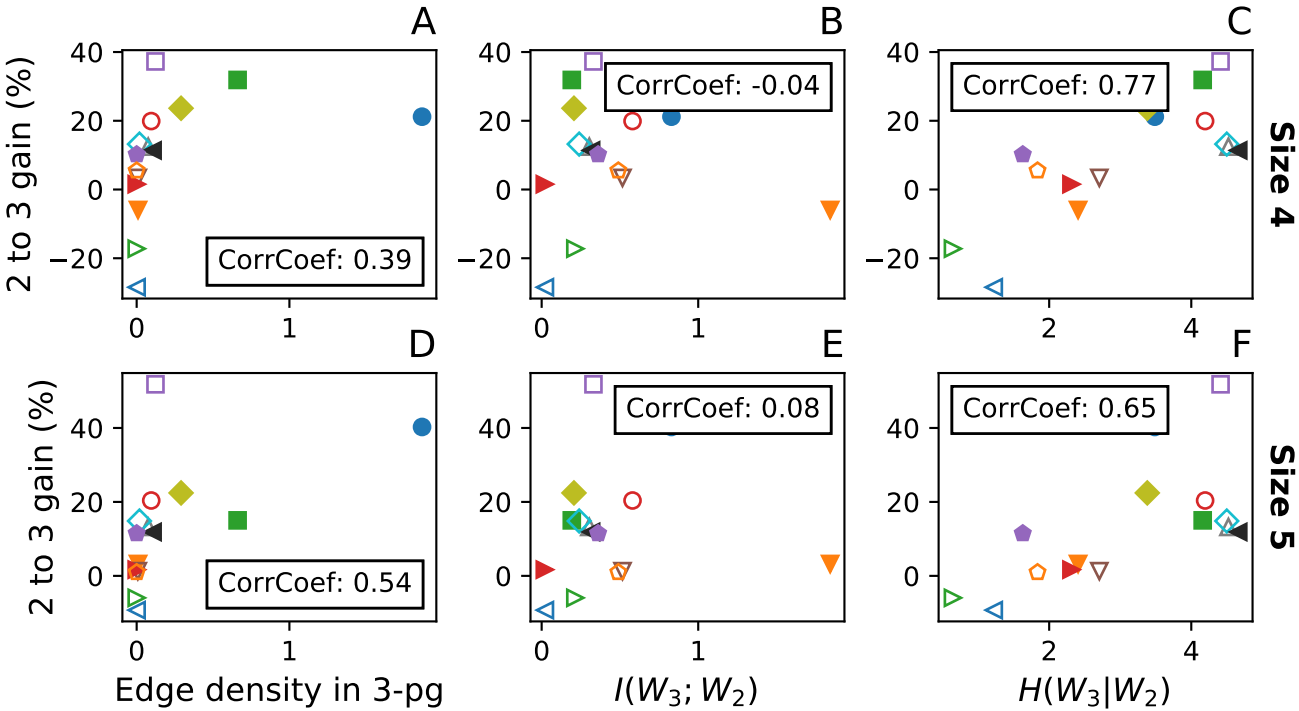 A
B
C
2 to 3 gain (%)
40
20
0
−20
CorrCoef: 0.39
0
1
40
20
0
−20
CorrCoef: -0.04
0
1
40
20
0
−20
CorrCoef: 0.77
2
4
Size 4
D
E
F
2 to 3 gain (%)
40
20
0
CorrCoef: 0.54
0
1
Edge density in 3-pg
40
20
0
CorrCoef: 0.08
0
1
I(W₃; W₂)
40
20
0
CorrCoef: 0.65
2
4
H(W₃|W₂)
Size 5